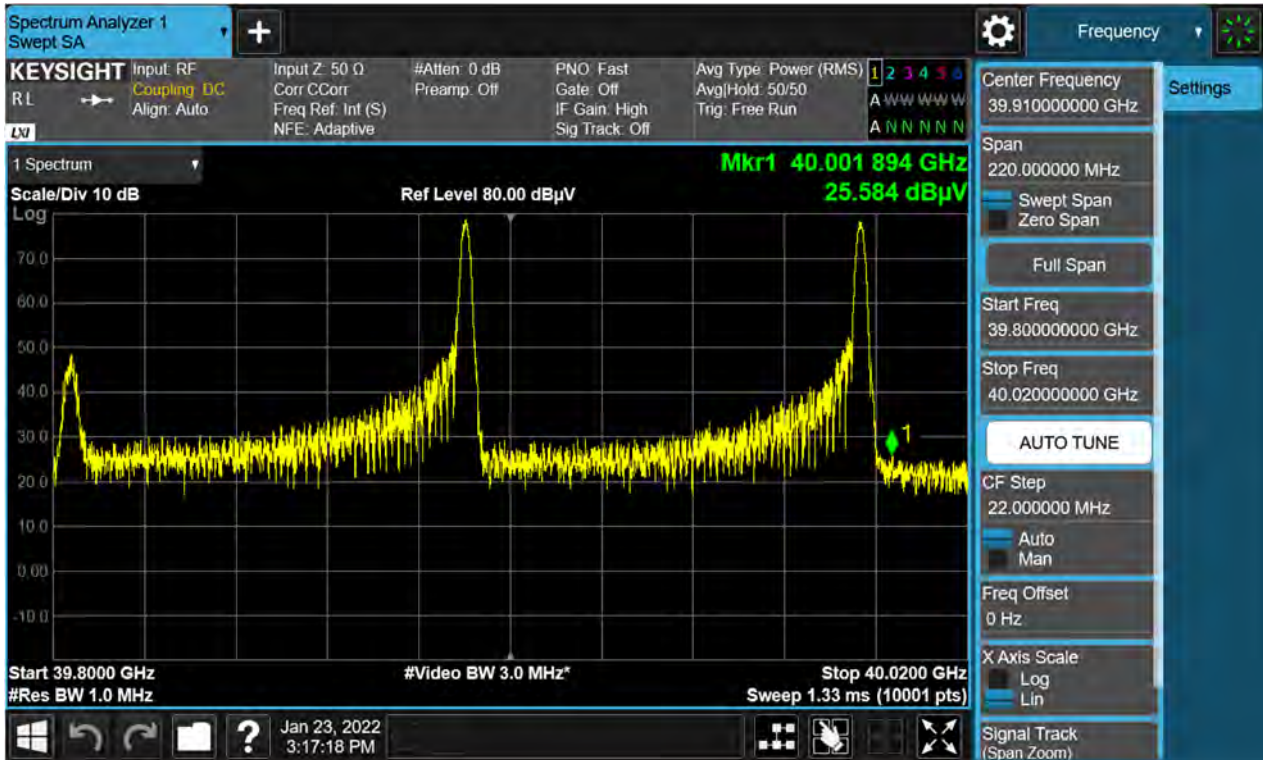 Spectrum Analyzer 1
Swept SA
+
Frequency
KEYSIGHT
RL
LXI
Input: RF
Coupling: DC
Align: Auto
Input Z: 50 Ω
Corr CCorr
Freq Ref: Int (S)
NFE: Adaptive
#Atten: 0 dB
Preamp: Off
PNO: Fast
Gate: Off
IF Gain: High
Sig Track: Off
Avg Type: Power (RMS)
Avg|Hold: 50/50
Trig: Free Run
1 2 3 4 5 6
A W W W W W
A N N N N N
1 Spectrum
Scale/Div 10 dB
Ref Level 80.00 dBµV
Mkr1 40.001 894 GHz
25.584 dBµV
Log
70.0
60.0
50.0
40.0
30.0
20.0
10.0
0.00
-10.0
1
Start 39.8000 GHz
#Video BW 3.0 MHz*
Stop 40.0200 GHz
#Res BW 1.0 MHz
Sweep 1.33 ms (10001 pts)
?
Jan 23, 2022
3:17:18 PM
Center Frequency
39.910000000 GHz
Settings
Span
220.000000 MHz
Swept Span
Zero Span
Full Span
Start Freq
39.800000000 GHz
Stop Freq
40.020000000 GHz
AUTO TUNE
CF Step
22.000000 MHz
Auto
Man
Freq Offset
0 Hz
X Axis Scale
Log
Lin
Signal Track
(Span Zoom)